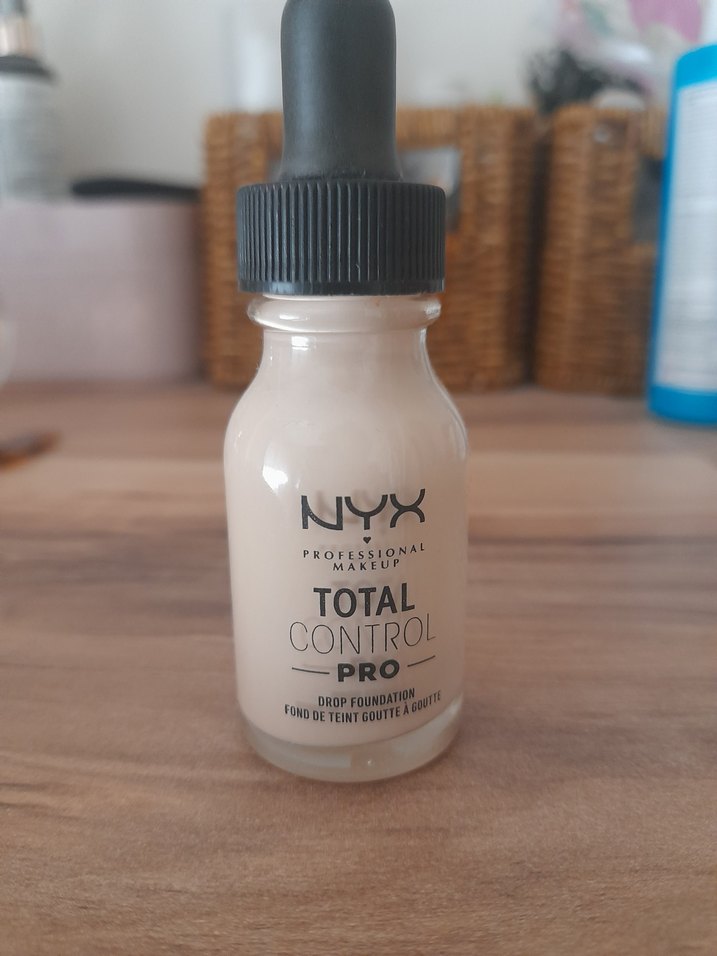 NYX
PROFESSIONAL
MAKEUP
TOTAL
CONTROL
PRO
DROP FOUNDATION
FOND DE TEINT GOUTTE À GOUTTE